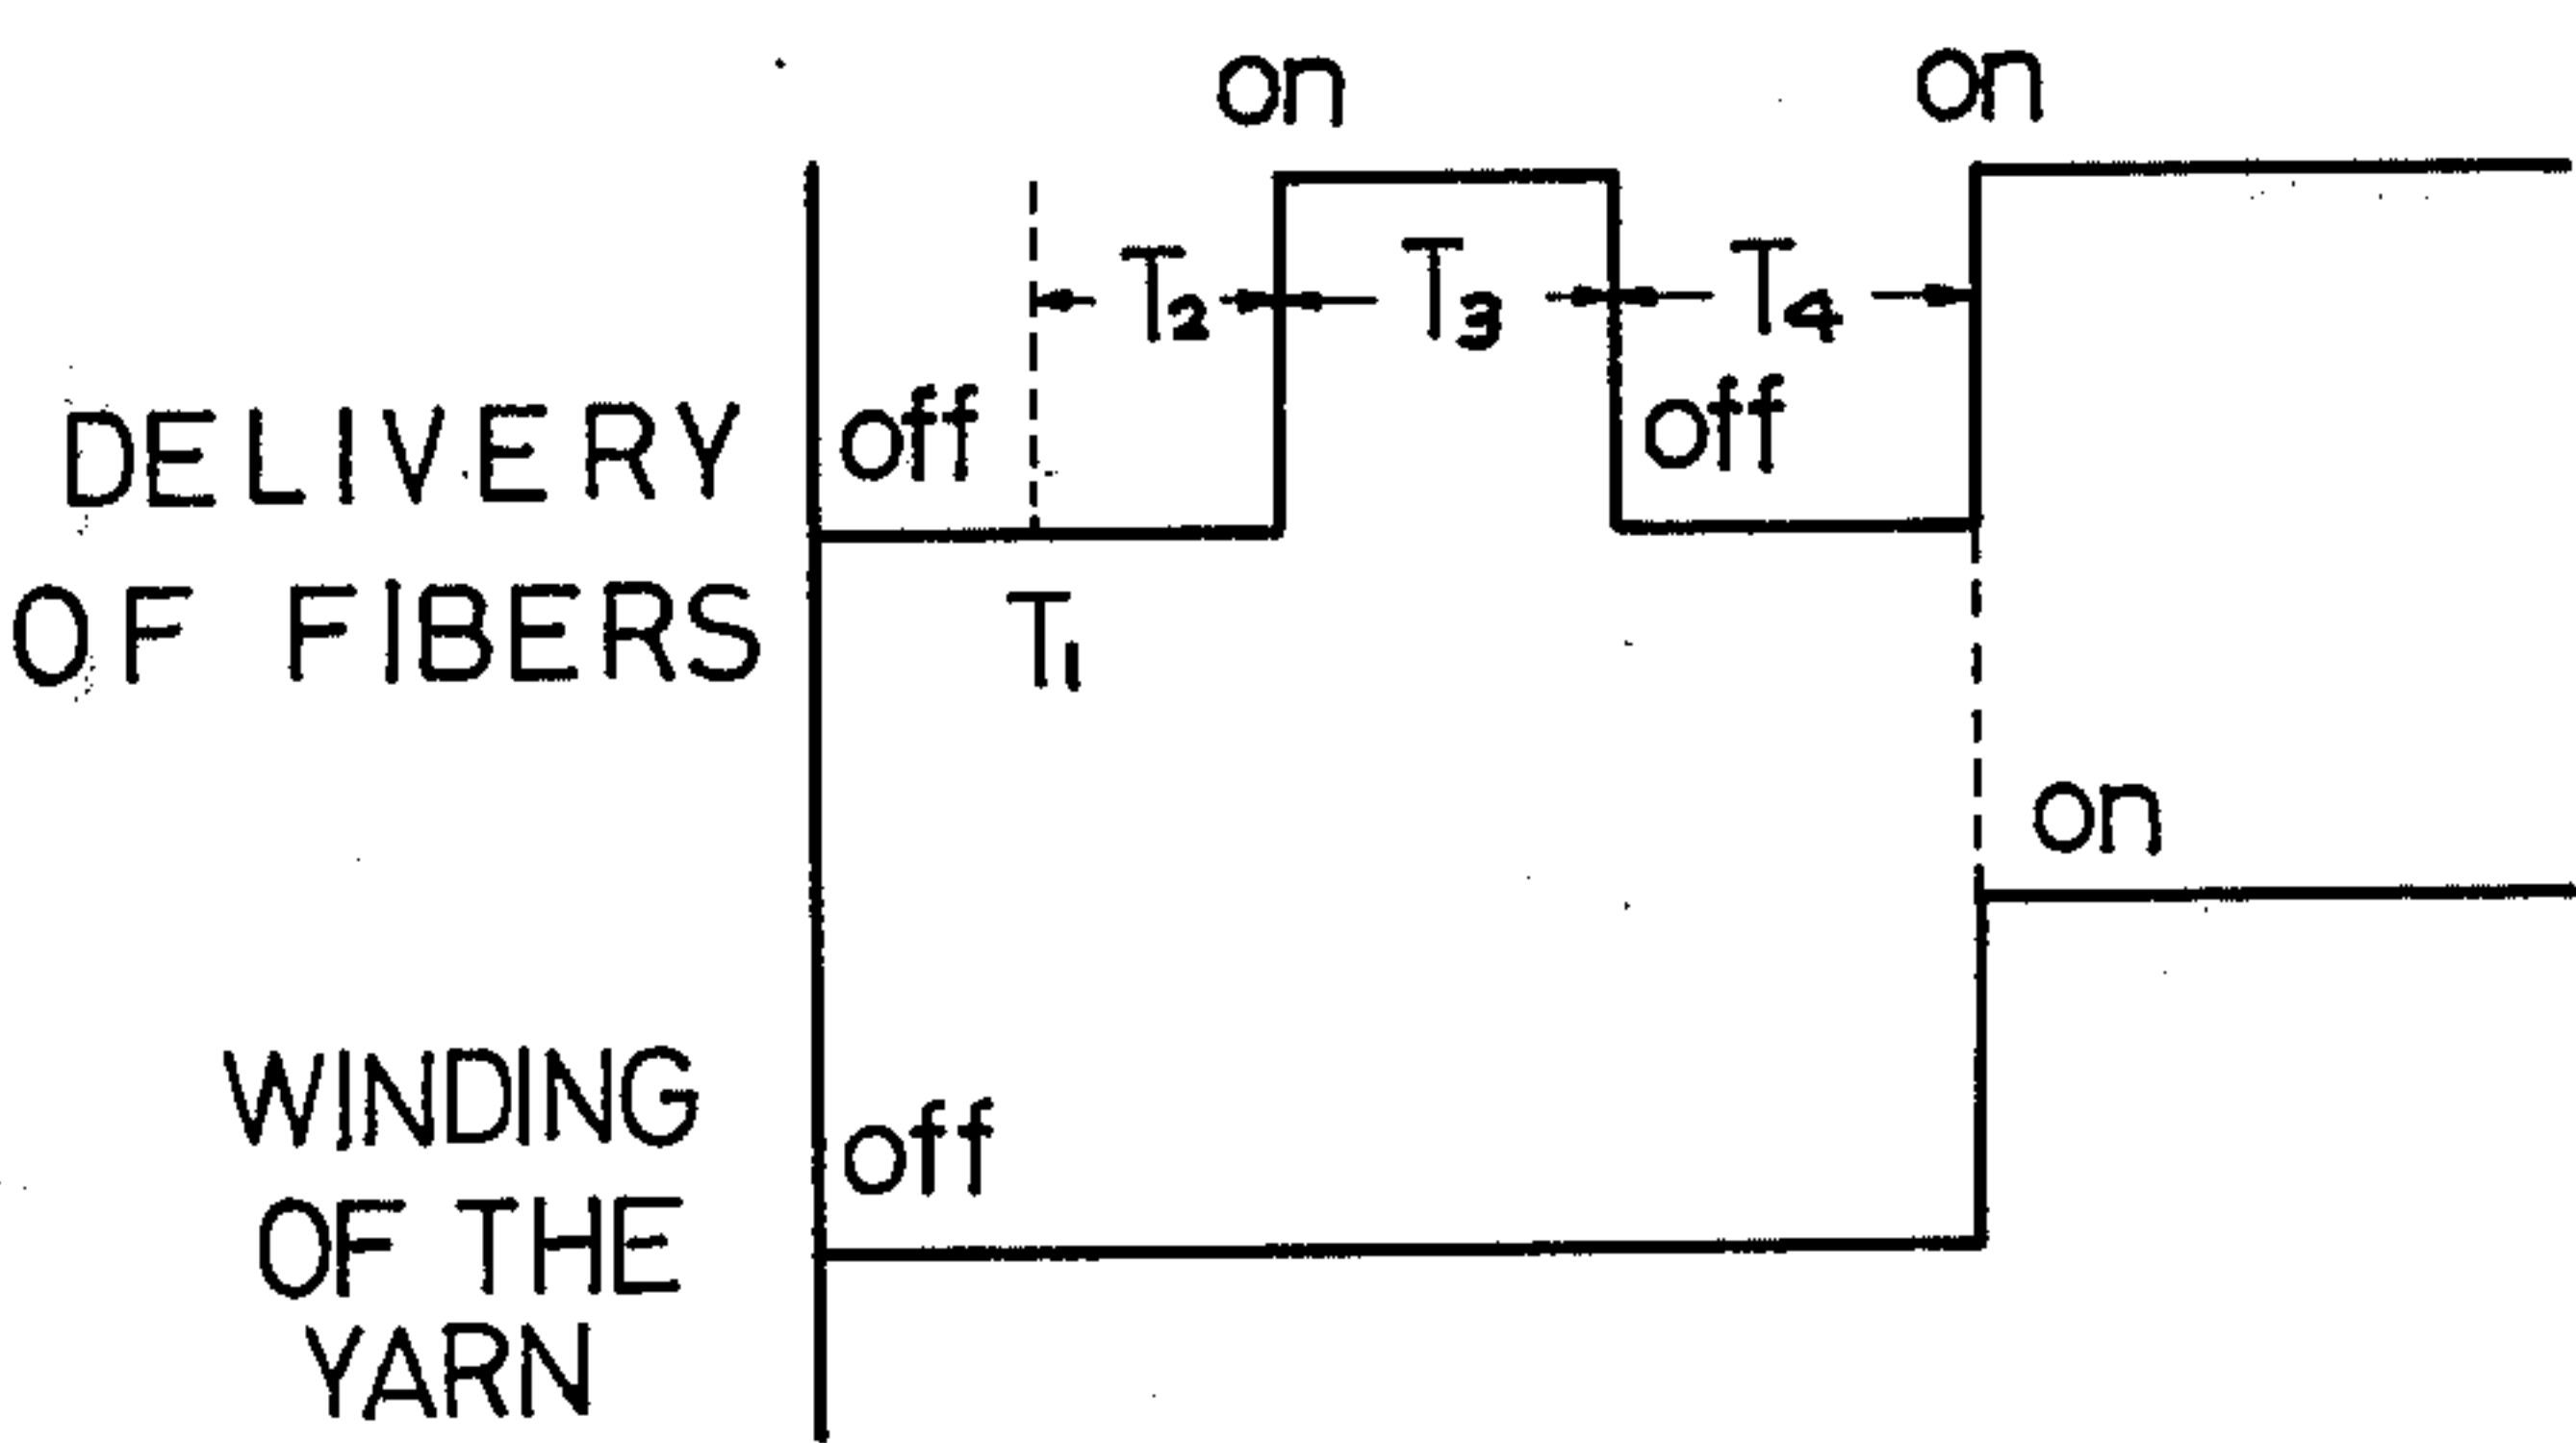 on on
T2 T3 T4
off off
DELIVERY
OF FIBERS
T1
on
WINDING
off
OF THE
YARN